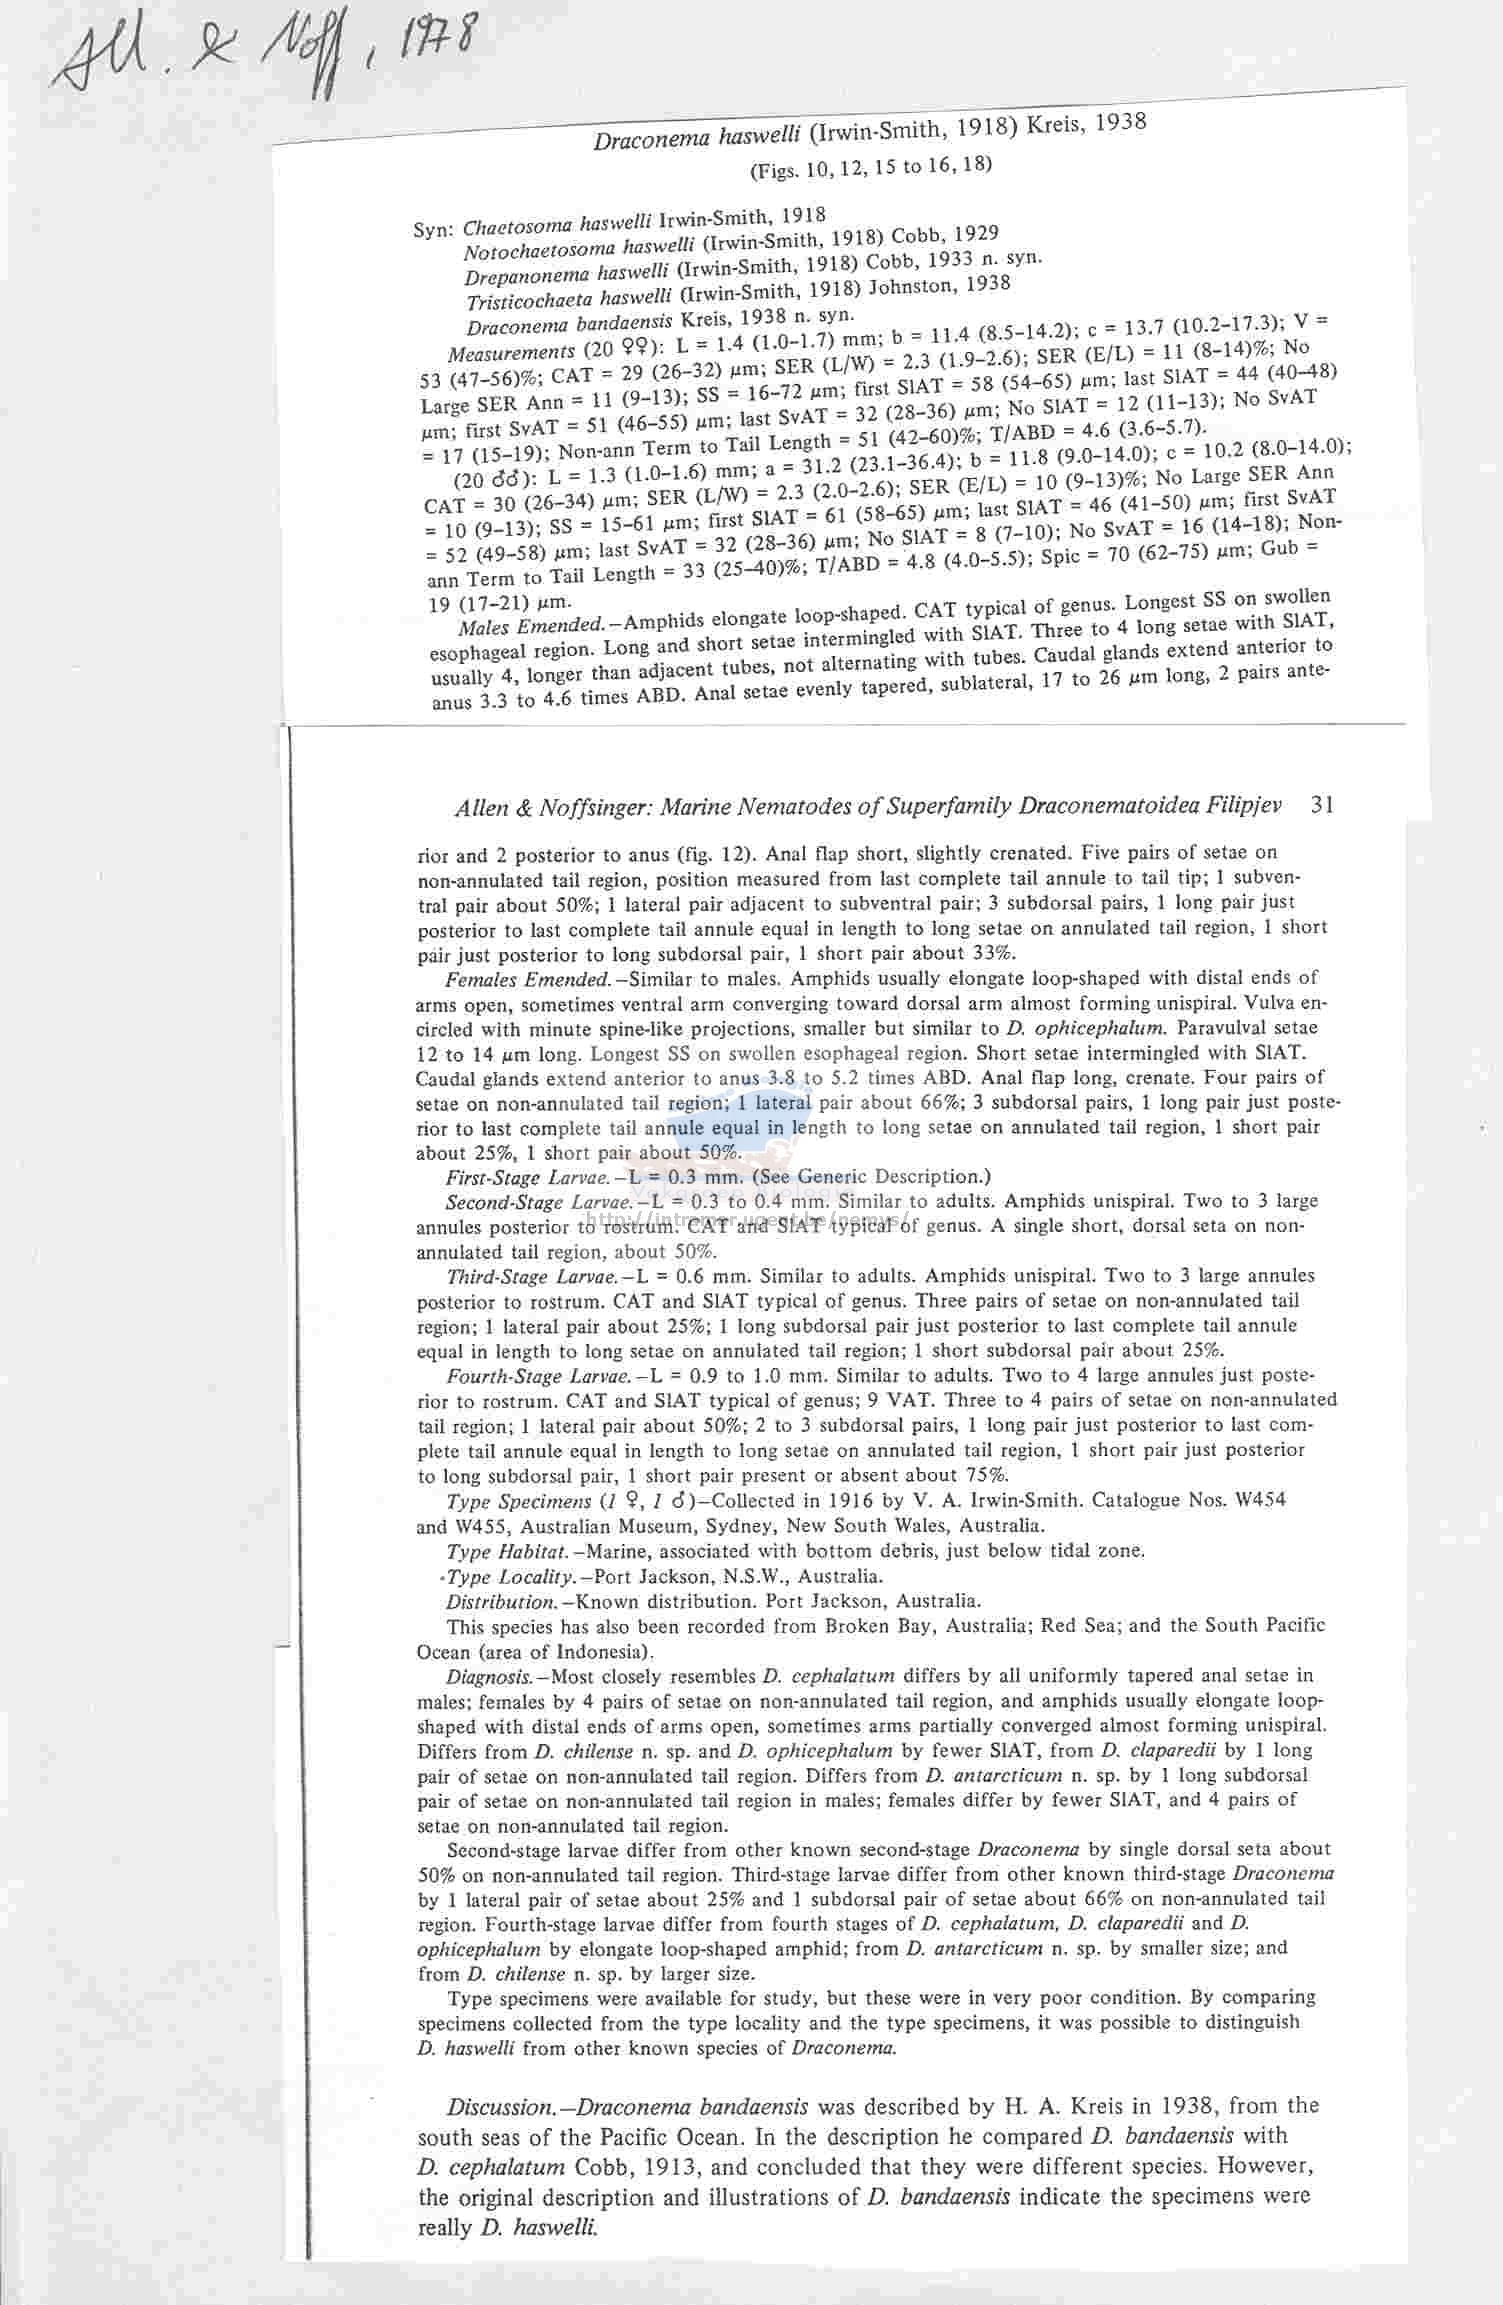 All. & Noff, 1978
Draconema haswelli (Irwin-Smith, 1918) Kreis, 1938
(Figs. 10, 12, 15 to 16, 18)
Syn: Chaetosoma haswelli Irwin-Smith, 1918
Notochaetosoma haswelli (Irwin-Smith, 1918) Cobb, 1929
Drepanonema haswelli (Irwin-Smith, 1918) Cobb, 1933 n. syn.
Tristicochaeta haswelli (Irwin-Smith, 1918) Johnston, 1938
Draconema bandaensis Kreis, 1938 n. syn.
Measurements (20 ♀♀): L = 1.4 (1.0–1.7) mm; b = 11.4 (8.5–14.2); c = 13.7 (10.2–17.3); V =
53 (47–56)%; CAT = 29 (26–32) μm; SER (L/W) = 2.3 (1.9–2.6); SER (E/L) = 11 (8–14)%; No
Large SER Ann = 11 (9–13); SS = 16–72 μm; first SlAT = 58 (54–65) μm; last SlAT = 44 (40–48)
μm; first SvAT = 51 (46–55) μm; last SvAT = 32 (28–36) μm; No SlAT = 12 (11–13); No SvAT
= 17 (15–19); Non-ann Term to Tail Length = 51 (42–60)%; T/ABD = 4.6 (3.6–5.7).
(20 ♂♂): L = 1.3 (1.0–1.6) mm; a = 31.2 (23.1–36.4); b = 11.8 (9.0–14.0); c = 10.2 (8.0–14.0);
CAT = 30 (26–34) μm; SER (L/W) = 2.3 (2.0–2.6); SER (E/L) = 10 (9–13)%; No Large SER Ann
= 10 (9–13); SS = 15–61 μm; first SlAT = 61 (58–65) μm; last SlAT = 46 (41–50) μm; first SvAT
= 52 (49–58) μm; last SvAT = 32 (28–36) μm; No SlAT = 8 (7–10); No SvAT = 16 (14–18); Non-
ann Term to Tail Length = 33 (25–40)%; T/ABD = 4.8 (4.0–5.5); Spic = 70 (62–75) μm; Gub =
19 (17–21) μm.
Males Emended.–Amphids elongate loop-shaped. CAT typical of genus. Longest SS on swollen
esophageal region. Long and short setae intermingled with SlAT. Three to 4 long setae with SlAT,
usually 4, longer than adjacent tubes, not alternating with tubes. Caudal glands extend anterior to
anus 3.3 to 4.6 times ABD. Anal setae evenly tapered, sublateral, 17 to 26 μm long, 2 pairs ante-
Allen & Noffsinger: Marine Nematodes of Superfamily Draconematoidea Filipjev 31
rior and 2 posterior to anus (fig. 12). Anal flap short, slightly crenated. Five pairs of setae on
non-annulated tail region, position measured from last complete tail annule to tail tip; 1 subven-
tral pair about 50%; 1 lateral pair adjacent to subventral pair; 3 subdorsal pairs, 1 long pair just
posterior to last complete tail annule equal in length to long setae on annulated tail region, 1 short
pair just posterior to long subdorsal pair, 1 short pair about 33%.
Females Emended.–Similar to males. Amphids usually elongate loop-shaped with distal ends of
arms open, sometimes ventral arm converging toward dorsal arm almost forming unispiral. Vulva en-
circled with minute spine-like projections, smaller but similar to D. ophicephalum. Paravulval setae
12 to 14 μm long. Longest SS on swollen esophageal region. Short setae intermingled with SlAT.
Caudal glands extend anterior to anus 3.8 to 5.2 times ABD. Anal flap long, crenate. Four pairs of
setae on non-annulated tail region; 1 lateral pair about 66%; 3 subdorsal pairs, 1 long pair just poste-
rior to last complete tail annule equal in length to long setae on annulated tail region, 1 short pair
about 25%, 1 short pair about 50%.
First-Stage Larvae.–L = 0.3 mm. (See Generic Description.)
Second-Stage Larvae.–L = 0.3 to 0.4 mm. Similar to adults. Amphids unispiral. Two to 3 large
annules posterior to rostrum. CAT and SlAT typical of genus. A single short, dorsal seta on non-
http://intramar.ugent.be/nemys/
annulated tail region, about 50%.
Third-Stage Larvae.–L = 0.6 mm. Similar to adults. Amphids unispiral. Two to 3 large annules
posterior to rostrum. CAT and SlAT typical of genus. Three pairs of setae on non-annulated tail
region; 1 lateral pair about 25%; 1 long subdorsal pair just posterior to last complete tail annule
equal in length to long setae on annulated tail region; 1 short subdorsal pair about 25%.
Fourth-Stage Larvae.–L = 0.9 to 1.0 mm. Similar to adults. Two to 4 large annules just poste-
rior to rostrum. CAT and SlAT typical of genus; 9 VAT. Three to 4 pairs of setae on non-annulated
tail region; 1 lateral pair about 50%; 2 to 3 subdorsal pairs, 1 long pair just posterior to last com-
plete tail annule equal in length to long setae on annulated tail region, 1 short pair just posterior
to long subdorsal pair, 1 short pair present or absent about 75%.
Type Specimens (1 ♀, 1 ♂)–Collected in 1916 by V. A. Irwin-Smith. Catalogue Nos. W454
and W455, Australian Museum, Sydney, New South Wales, Australia.
Type Habitat.–Marine, associated with bottom debris, just below tidal zone.
Type Locality.–Port Jackson, N.S.W., Australia.
Distribution.–Known distribution. Port Jackson, Australia.
This species has also been recorded from Broken Bay, Australia; Red Sea; and the South Pacific
Ocean (area of Indonesia).
Diagnosis.–Most closely resembles D. cephalatum differs by all uniformly tapered anal setae in
males; females by 4 pairs of setae on non-annulated tail region, and amphids usually elongate loop-
shaped with distal ends of arms open, sometimes arms partially converged almost forming unispiral.
Differs from D. chilense n. sp. and D. ophicephalum by fewer SlAT, from D. claparedii by 1 long
pair of setae on non-annulated tail region. Differs from D. antarcticum n. sp. by 1 long subdorsal
pair of setae on non-annulated tail region in males; females differ by fewer SlAT, and 4 pairs of
setae on non-annulated tail region.
Second-stage larvae differ from other known second-stage Draconema by single dorsal seta about
50% on non-annulated tail region. Third-stage larvae differ from other known third-stage Draconema
by 1 lateral pair of setae about 25% and 1 subdorsal pair of setae about 66% on non-annulated tail
region. Fourth-stage larvae differ from fourth stages of D. cephalatum, D. claparedii and D.
ophicephalum by elongate loop-shaped amphid; from D. antarcticum n. sp. by smaller size; and
from D. chilense n. sp. by larger size.
Type specimens were available for study, but these were in very poor condition. By comparing
specimens collected from the type locality and the type specimens, it was possible to distinguish
D. haswelli from other known species of Draconema.
Discussion.–Draconema bandaensis was described by H. A. Kreis in 1938, from the
south seas of the Pacific Ocean. In the description he compared D. bandaensis with
D. cephalatum Cobb, 1913, and concluded that they were different species. However,
the original description and illustrations of D. bandaensis indicate the specimens were
really D. haswelli.